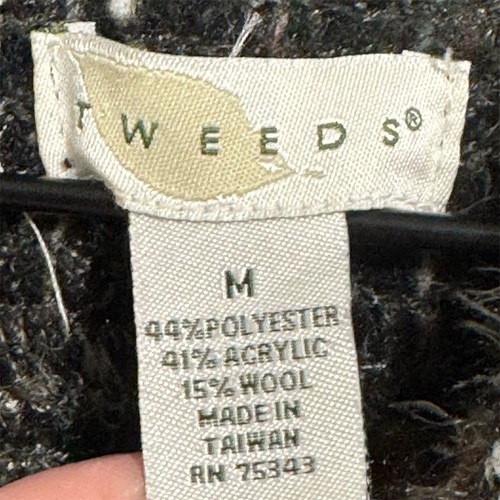 TWEEDS®
M
44%POLYESTER
41% ACRYLIC
15% WOOL
MADE IN
TAIWAN
RN 75343